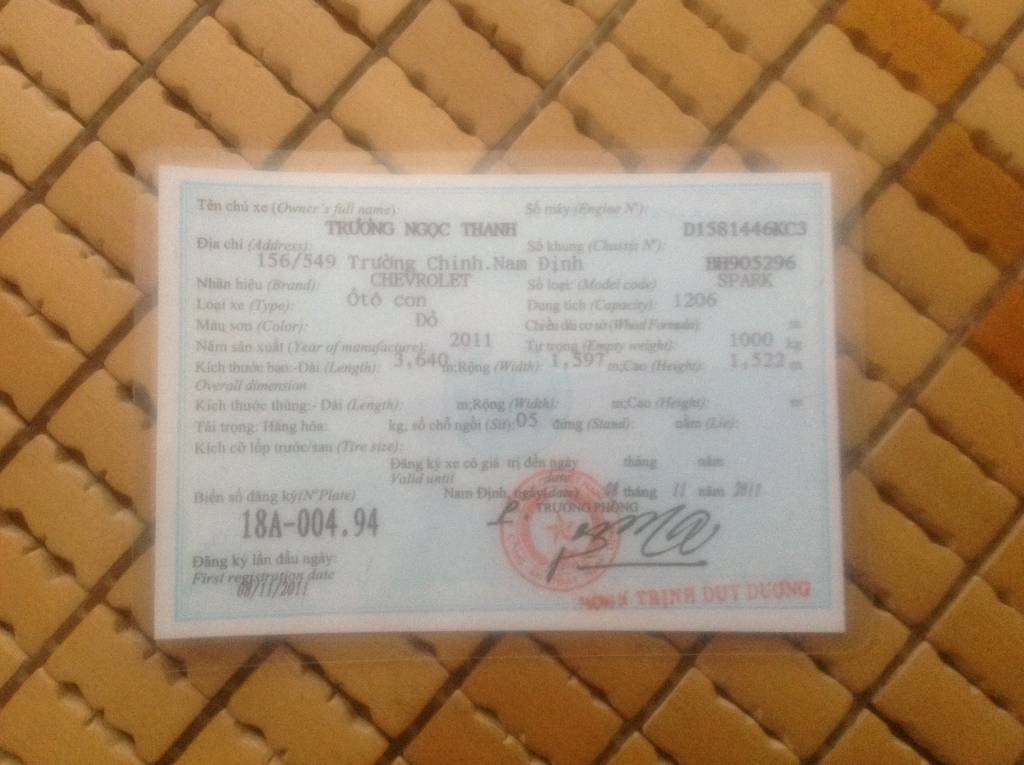 Tên chủ xe (Owner's full name): Số máy (Engine N°):
TRƯƠNG NGỌC THANH D1581446KC3
Địa chỉ (Address): Số khung (Chassis N°):
156/549 Trường Chinh.Nam Định BH905296
Nhãn hiệu (Brand): CHEVROLET Số loại: (Model code) SPARK
Loại xe (Type): Ôtô con Dung tích (Capacity): 1206
Màu sơn (Color): Đỏ Chiều dài cơ sở (Wheel Formula): m
Năm sản xuất (Year of manufacture): 2011 Tự trọng (Empty weight): 1000 kg
Kích thước bao:-Dài (Length): 3,640 m;Rộng (Width): 1,597 m;Cao (Height): 1,522 m
Overall dimension
Kích thước thùng:- Dài (Length): m;Rộng (Width): m;Cao (Height): m
Tải trọng: Hàng hóa: kg, số chỗ ngồi (Sit):05 đứng (Stand): nằm (Lie):
Kích cỡ lốp trước/sau (Tire size):
Đăng ký xe có giá trị đến ngày tháng năm
Valid until date
Biển số đăng ký(N°Plate) Nam Định, ngày(date) 08 tháng 11 năm 2011
TRƯỞNG PHÒNG
18A-004.94
Đăng ký lần đầu ngày:
First registration date
08/11/2011
TRỊNH DUY DƯƠNG